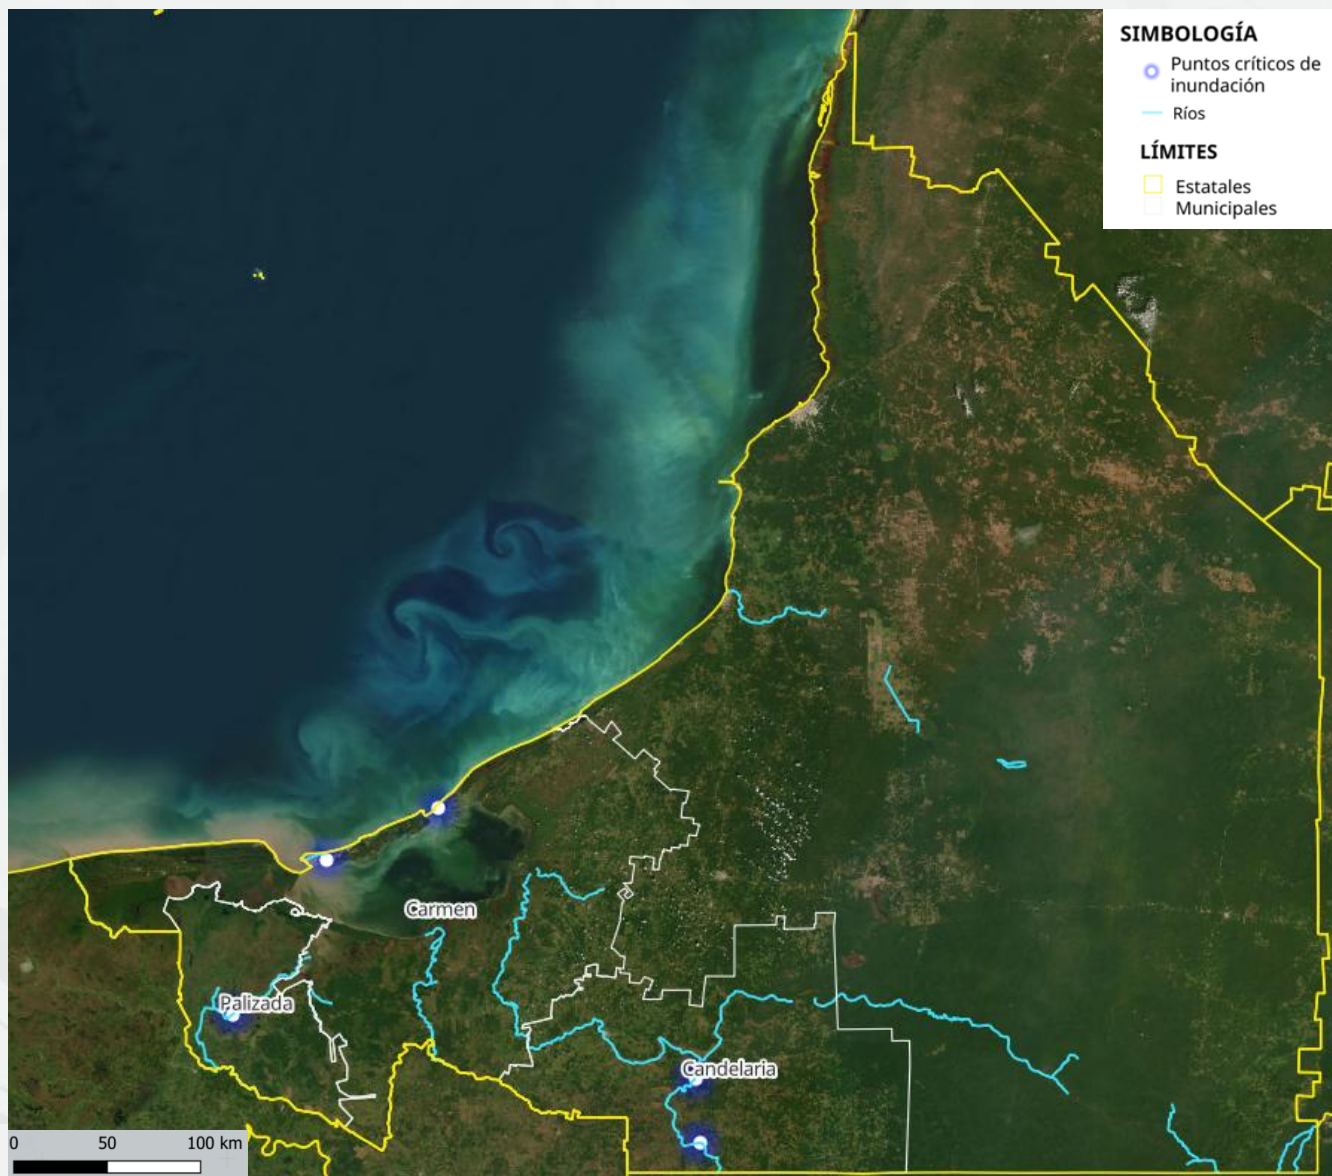 SIMBOLOGÍA
Puntos críticos de
inundación
Ríos
LÍMITES
Estatales
Municipales
Carmen
Palizada
Candelaria
0 50 100 km